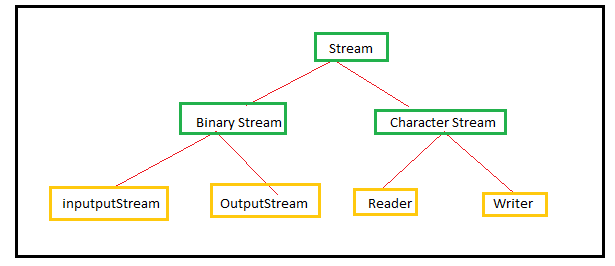 Stream
Binary Stream
Character Stream
inputputStream
OutputStream
Reader
Writer